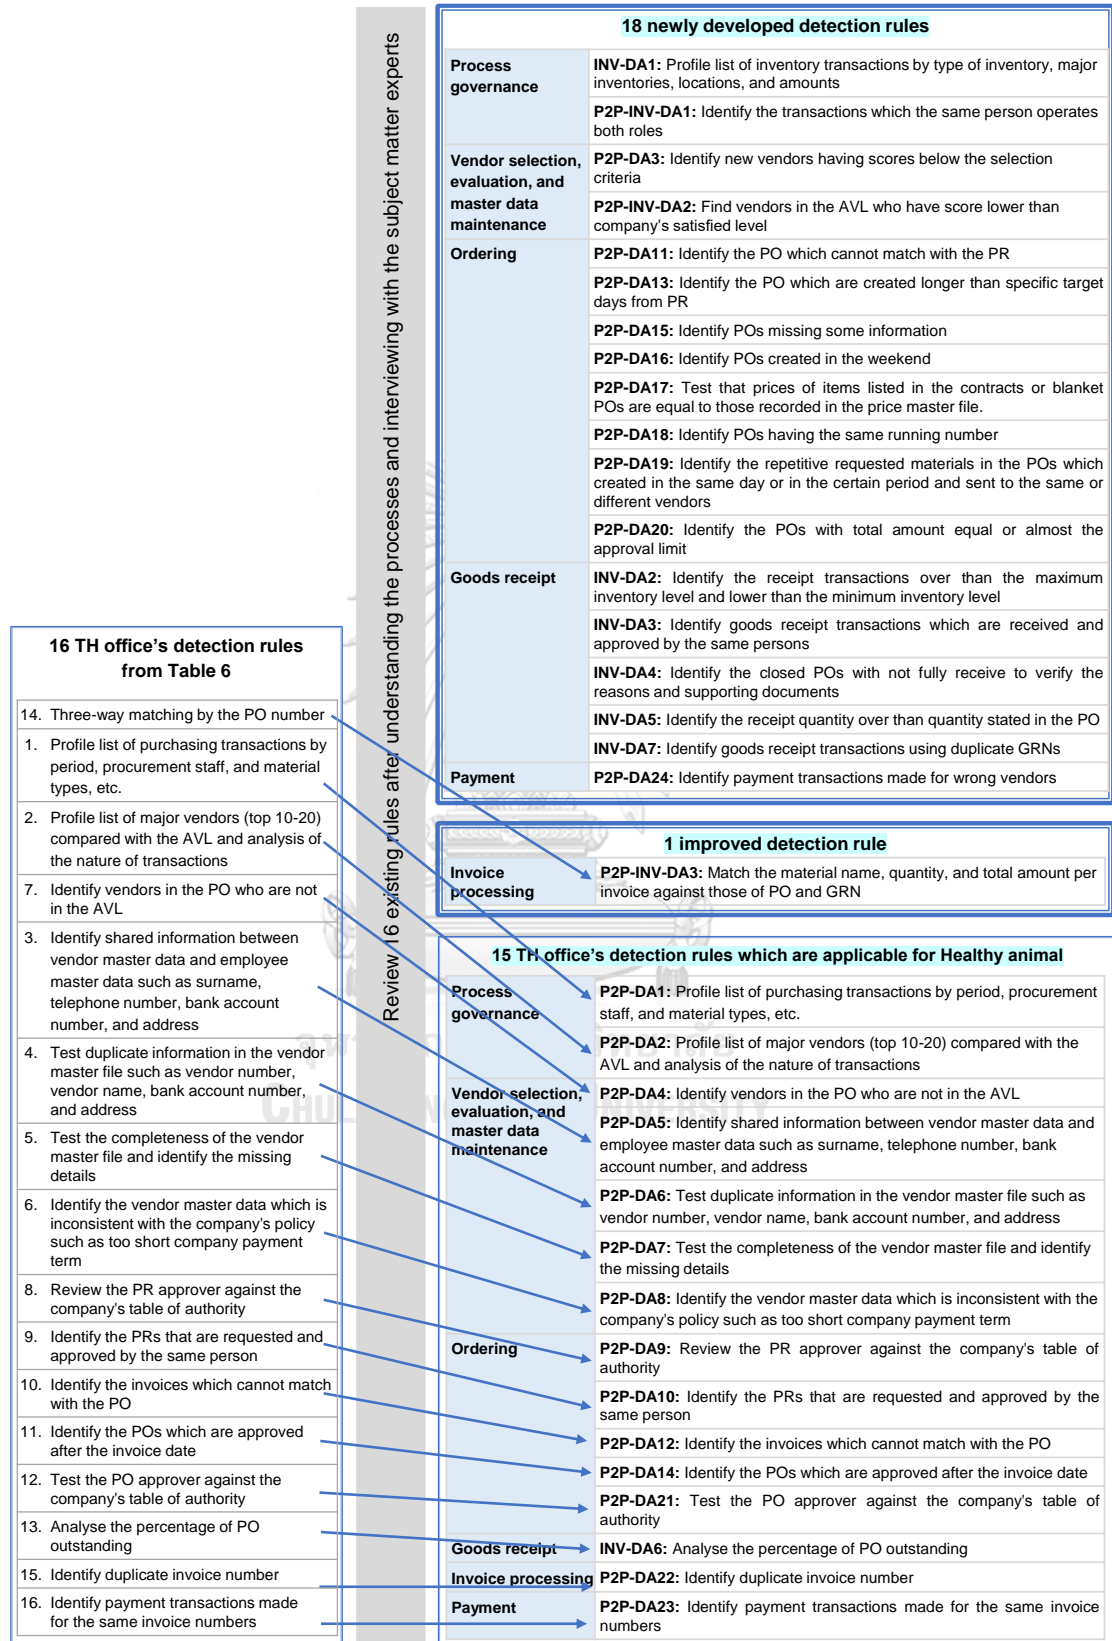 18 newly developed detection rules
Process
governance
INV-DA1: Profile list of inventory transactions by type of inventory, major
inventories, locations, and amounts
P2P-INV-DA1: Identify the transactions which the same person operates
both roles
Vendor selection,
evaluation, and
master data
maintenance
P2P-DA3: Identify new vendors having scores below the selection
criteria
P2P-INV-DA2: Find vendors in the AVL who have score lower than
company's satisfied level
Ordering
P2P-DA11: Identify the PO which cannot match with the PR
P2P-DA13: Identify the PO which are created longer than specific target
days from PR
P2P-DA15: Identify POs missing some information
P2P-DA16: Identify POs created in the weekend
P2P-DA17: Test that prices of items listed in the contracts or blanket
POs are equal to those recorded in the price master file.
P2P-DA18: Identify POs having the same running number
P2P-DA19: Identify the repetitive requested materials in the POs which
created in the same day or in the certain period and sent to the same or
different vendors
P2P-DA20: Identify the POs with total amount equal or almost the
approval limit
Goods receipt
INV-DA2: Identify the receipt transactions over than the maximum
inventory level and lower than the minimum inventory level
INV-DA3: Identify goods receipt transactions which are received and
approved by the same persons
INV-DA4: Identify the closed POs with not fully receive to verify the
reasons and supporting documents
INV-DA5: Identify the receipt quantity over than quantity stated in the PO
INV-DA7: Identify goods receipt transactions using duplicate GRNs
Payment
P2P-DA24: Identify payment transactions made for wrong vendors
Review 16 existing rules after understanding the processes and interviewing with the subject matter experts
16 TH office's detection rules
from Table 6
14. Three-way matching by the PO number
1. Profile list of purchasing transactions by
period, procurement staff, and material
types, etc.
2. Profile list of major vendors (top 10-20)
compared with the AVL and analysis of
the nature of transactions
7. Identify vendors in the PO who are not
in the AVL
3. Identify shared information between
vendor master data and employee
master data such as surname,
telephone number, bank account
number, and address
4. Test duplicate information in the vendor
master file such as vendor number,
vendor name, bank account number,
and address
5. Test the completeness of the vendor
master file and identify the missing
details
6. Identify the vendor master data which is
inconsistent with the company's policy
such as too short company payment
term
8. Review the PR approver against the
company's table of authority
9. Identify the PRs that are requested and
approved by the same person
10. Identify the invoices which cannot match
with the PO
11. Identify the POs which are approved
after the invoice date
12. Test the PO approver against the
company's table of authority
13. Analyse the percentage of PO
outstanding
15. Identify duplicate invoice number
16. Identify payment transactions made
for the same invoice numbers
1 improved detection rule
Invoice
processing
P2P-INV-DA3: Match the material name, quantity, and total amount per
invoice against those of PO and GRN
15 TH office's detection rules which are applicable for Healthy animal
Process
governance
P2P-DA1: Profile list of purchasing transactions by period, procurement
staff, and material types, etc.
P2P-DA2: Profile list of major vendors (top 10-20) compared with the
AVL and analysis of the nature of transactions
Vendor selection,
evaluation, and
master data
maintenance
P2P-DA4: Identify vendors in the PO who are not in the AVL
P2P-DA5: Identify shared information between vendor master data and
employee master data such as surname, telephone number, bank
account number, and address
P2P-DA6: Test duplicate information in the vendor master file such as
vendor number, vendor name, bank account number, and address
P2P-DA7: Test the completeness of the vendor master file and identify
the missing details
P2P-DA8: Identify the vendor master data which is inconsistent with the
company's policy such as too short company payment term
Ordering
P2P-DA9: Review the PR approver against the company's table of
authority
P2P-DA10: Identify the PRs that are requested and approved by the
same person
P2P-DA12: Identify the invoices which cannot match with the PO
P2P-DA14: Identify the POs which are approved after the invoice date
P2P-DA21: Test the PO approver against the company's table of
authority
Goods receipt
INV-DA6: Analyse the percentage of PO outstanding
Invoice processing
P2P-DA22: Identify duplicate invoice number
Payment
P2P-DA23: Identify payment transactions made for the same invoice
numbers